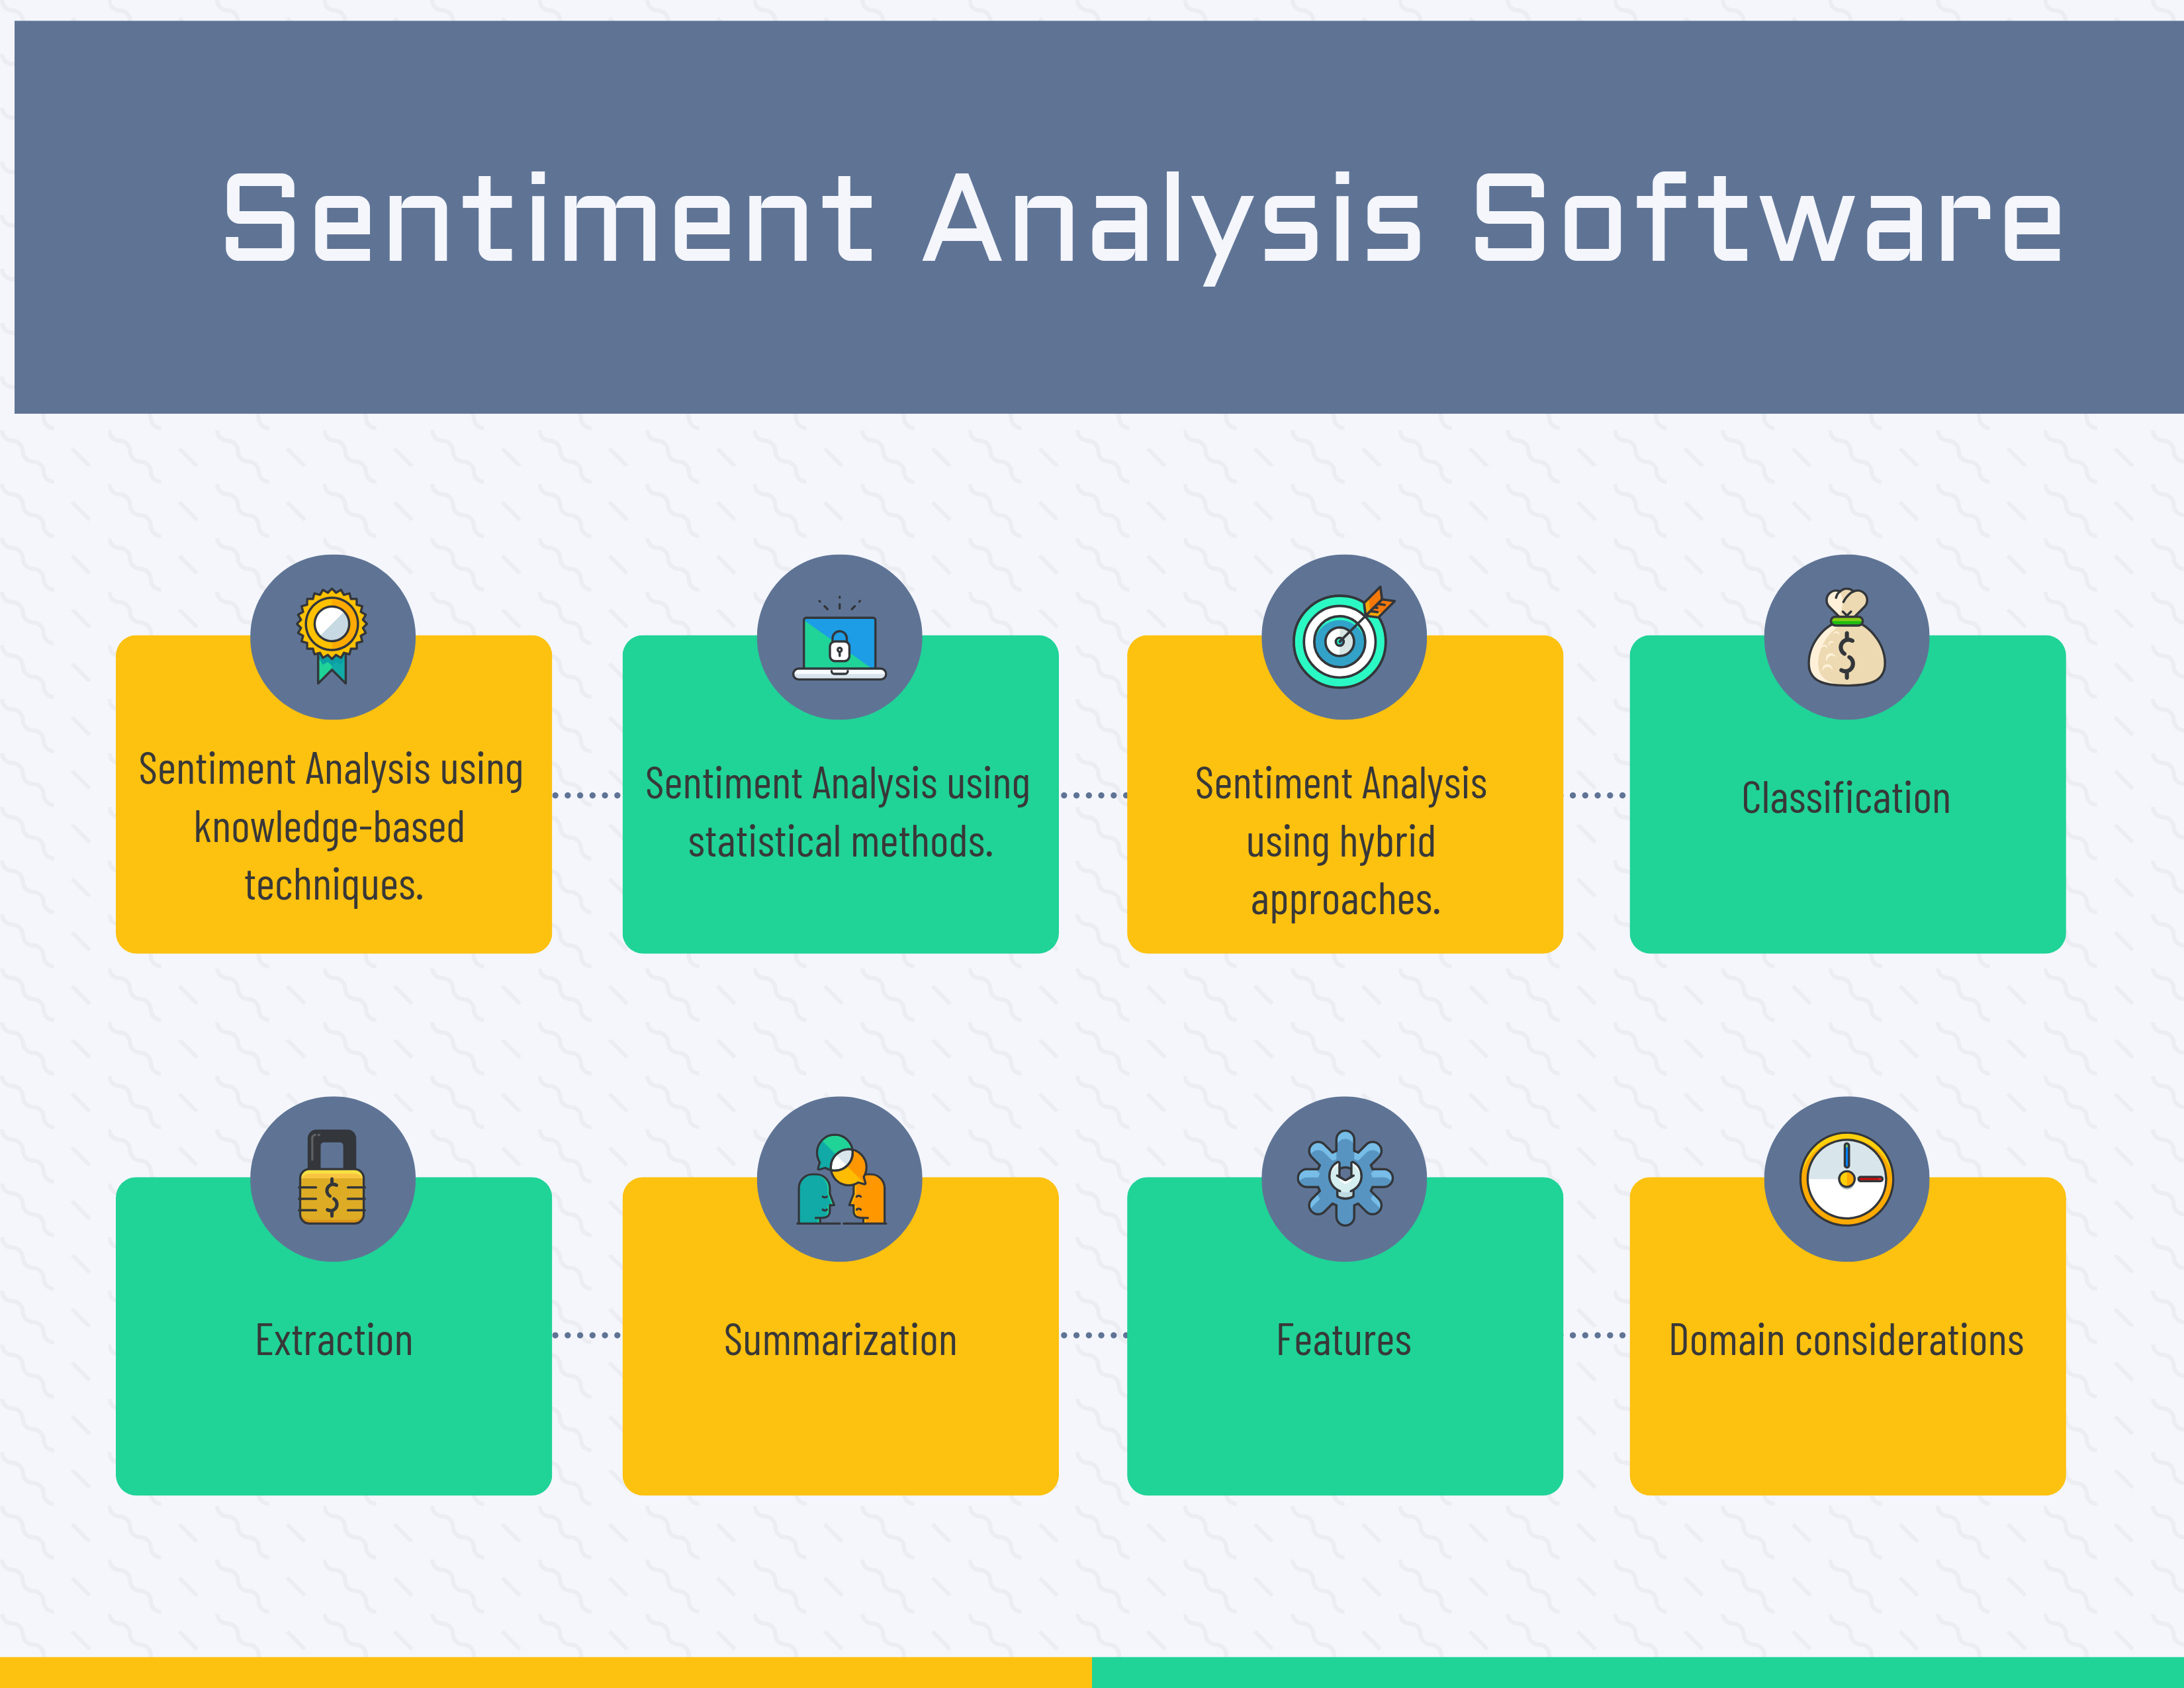 Sentiment Analysis Software
Sentiment Analysis using
knowledge-based
techniques.
Sentiment Analysis using
statistical methods.
Sentiment Analysis
using hybrid
approaches.
Classification
Extraction
Summarization
Features
Domain considerations